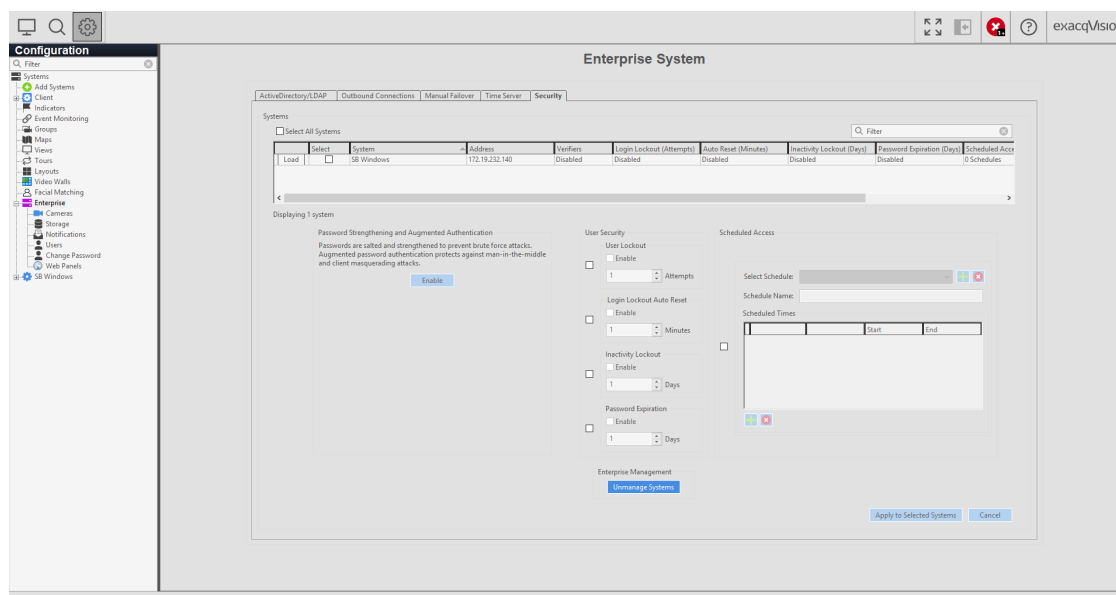 exacqVisio
Configuration
Filter
Systems
Add Systems
Client
Indicators
Event Monitoring
Groups
Maps
Views
Tours
Layouts
Video Walls
Facial Matching
Enterprise
Cameras
Storage
Notifications
Users
Change Password
Web Panels
SB Windows
Enterprise System
ActiveDirectory/LDAP Outbound Connections Manual Failover Time Server Security
Systems
Select All Systems
Filter
Select System Address Verifiers Login Lockout (Attempts) Auto Reset (Minutes) Inactivity Lockout (Days) Password Expiration (Days) Scheduled Acce
Load SB Windows 172.19.232.140 Disabled Disabled Disabled Disabled Disabled 0 Schedules
Displaying 1 system
Password Strengthening and Augmented Authentication
Passwords are salted and strengthened to prevent brute force attacks.
Augmented password authentication protects against man-in-the-middle
and client masquerading attacks.
Enable
User Security
User Lockout
Enable
1 Attempts
Login Lockout Auto Reset
Enable
1 Minutes
Inactivity Lockout
Enable
1 Days
Password Expiration
Enable
1 Days
Scheduled Access
Select Schedule:
Schedule Name:
Scheduled Times
Start End
Enterprise Management
Unmanage Systems
Apply to Selected Systems Cancel